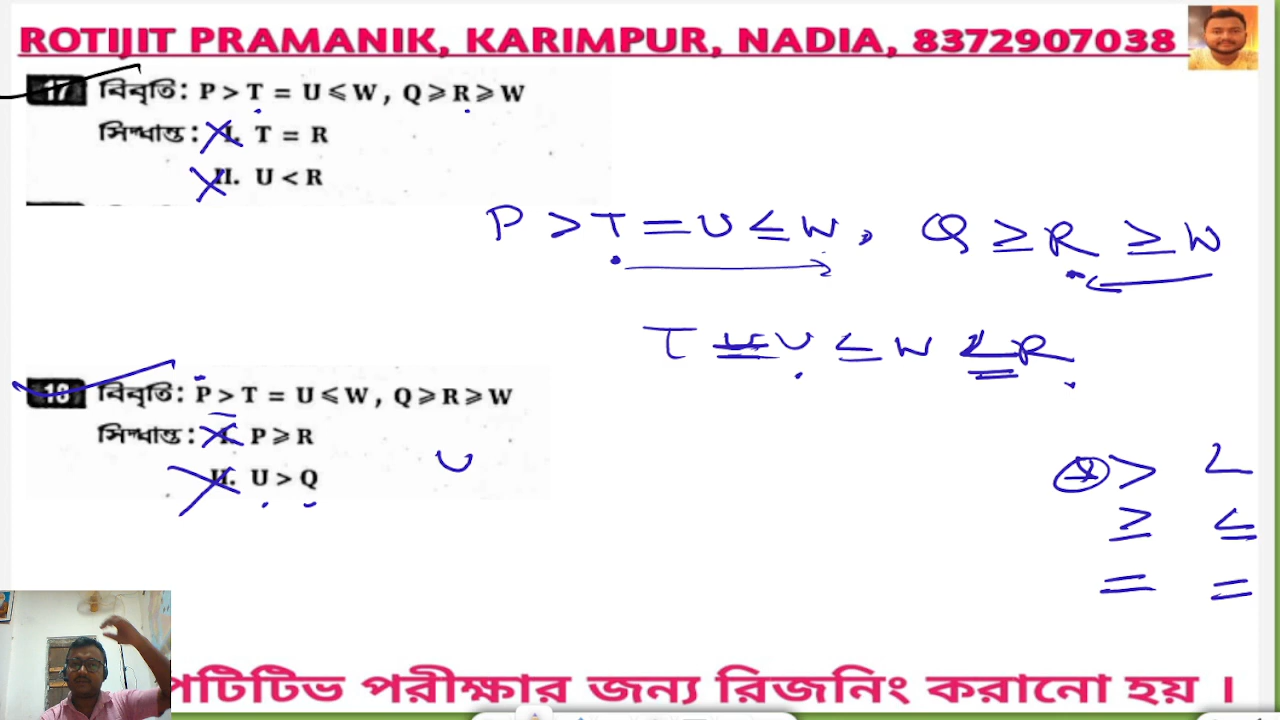 ROTIJIT PRAMANIK, KARIMPUR, NADIA, 8372907038
17 বিবৃতি: P > T = U ⩽ W, Q ⩾ R ⩾ W
সিদ্ধান্ত: I. T = R
II. U < R
P > T = U ≤ W, Q ≥ R ≥ W
T = U ≤ W ≤ R
18 বিবৃতি: P > T = U ⩽ W, Q ⩾ R ⩾ W
সিদ্ধান্ত: I. P ⩾ R
II. U > Q
U
> <
≥ ≤
= =
পটিটিভ পরীক্ষার জন্য রিজনিং করানো হয় ।